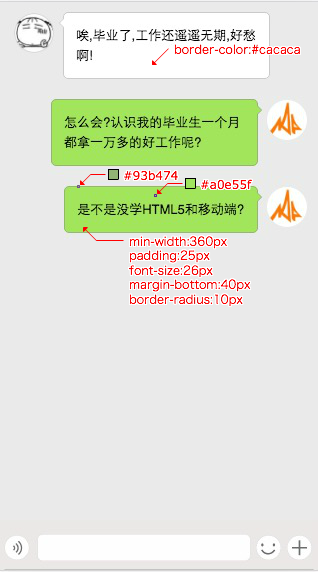 唉,毕业了,工作还遥遥无期,好愁
啊!
border-color:#cacaca
怎么会?认识我的毕业生一个月
都拿一万多的好工作呢?
#93b474
#a0e55f
是不是没学HTML5和移动端?
min-width:360px
padding:25px
font-size:26px
margin-bottom:40px
border-radius:10px